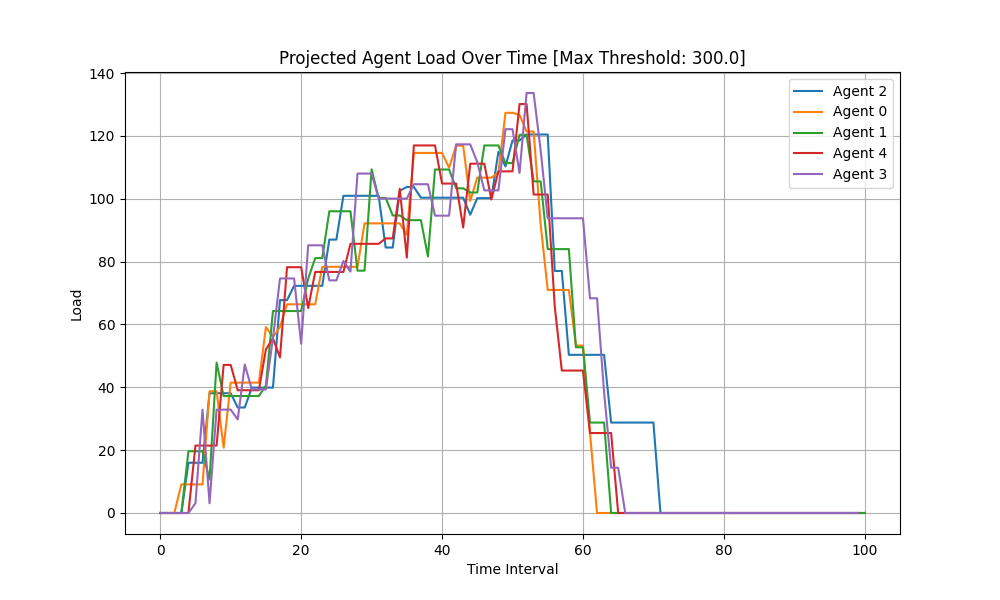 Projected Agent Load Over Time [Max Threshold: 300.0]
140
120
100
80
60
40
20
0
Load
0 20 40 60 80 100
Time Interval
Agent 2
Agent 0
Agent 1
Agent 4
Agent 3